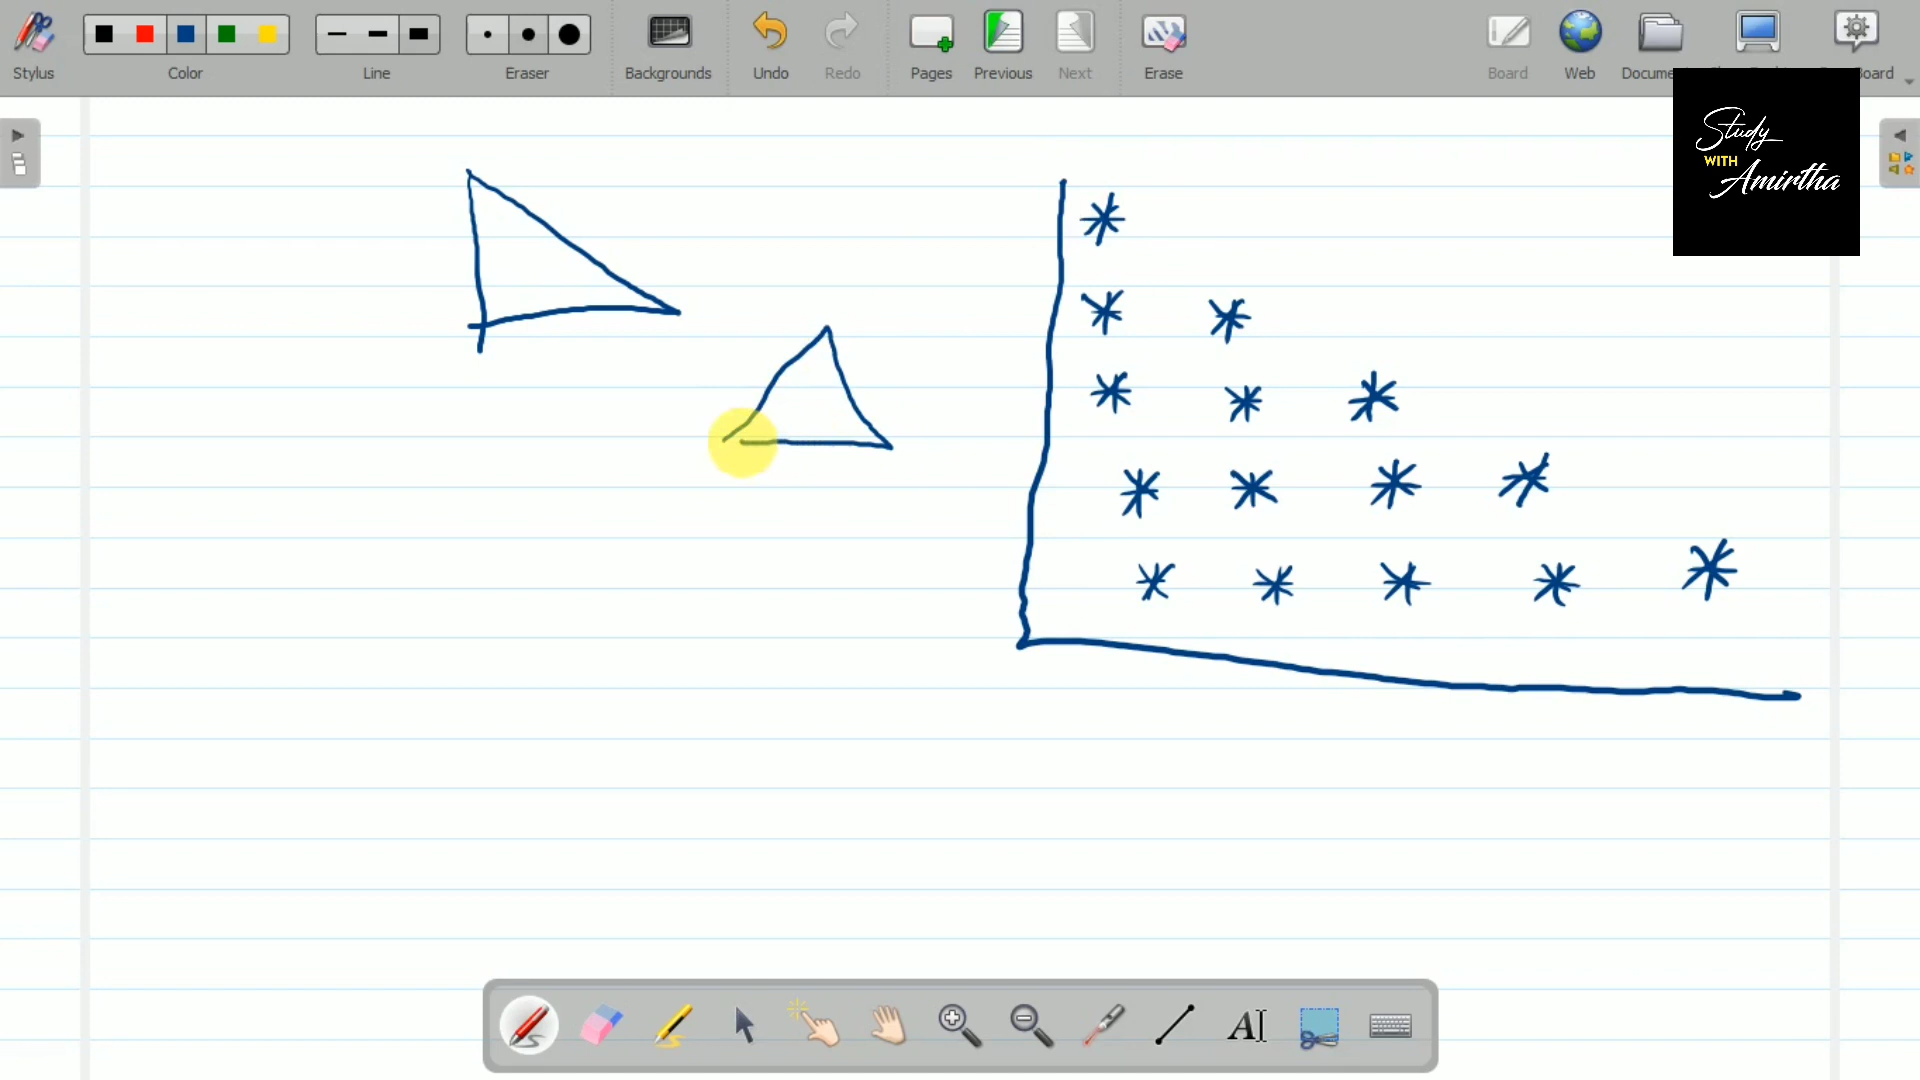 Stylus Color Line Eraser Backgrounds Undo Redo Pages Previous Next Erase Board Web
Study
WITH
Amirtha
*
* *
* * *
* * * *
* * * * *
A